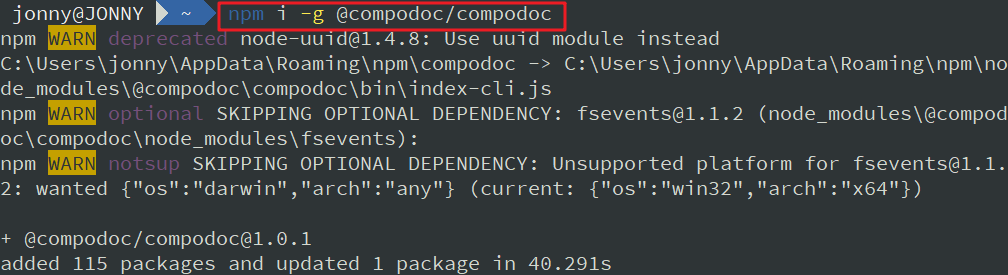 jonny@JONNY ~ npm i -g @compodoc/compodoc
npm WARN deprecated node-uuid@1.4.8: Use uuid module instead
C:\Users\jonny\AppData\Roaming\npm\compodoc -> C:\Users\jonny\AppData\Roaming\npm\no
de_modules\@compodoc\compodoc\bin\index-cli.js
npm WARN optional SKIPPING OPTIONAL DEPENDENCY: fsevents@1.1.2 (node_modules\@compod
oc\compodoc\node_modules\fsevents):
npm WARN notsup SKIPPING OPTIONAL DEPENDENCY: Unsupported platform for fsevents@1.1.
2: wanted {"os":"darwin","arch":"any"} (current: {"os":"win32","arch":"x64"})
+ @compodoc/compodoc@1.0.1
added 115 packages and updated 1 package in 40.291s